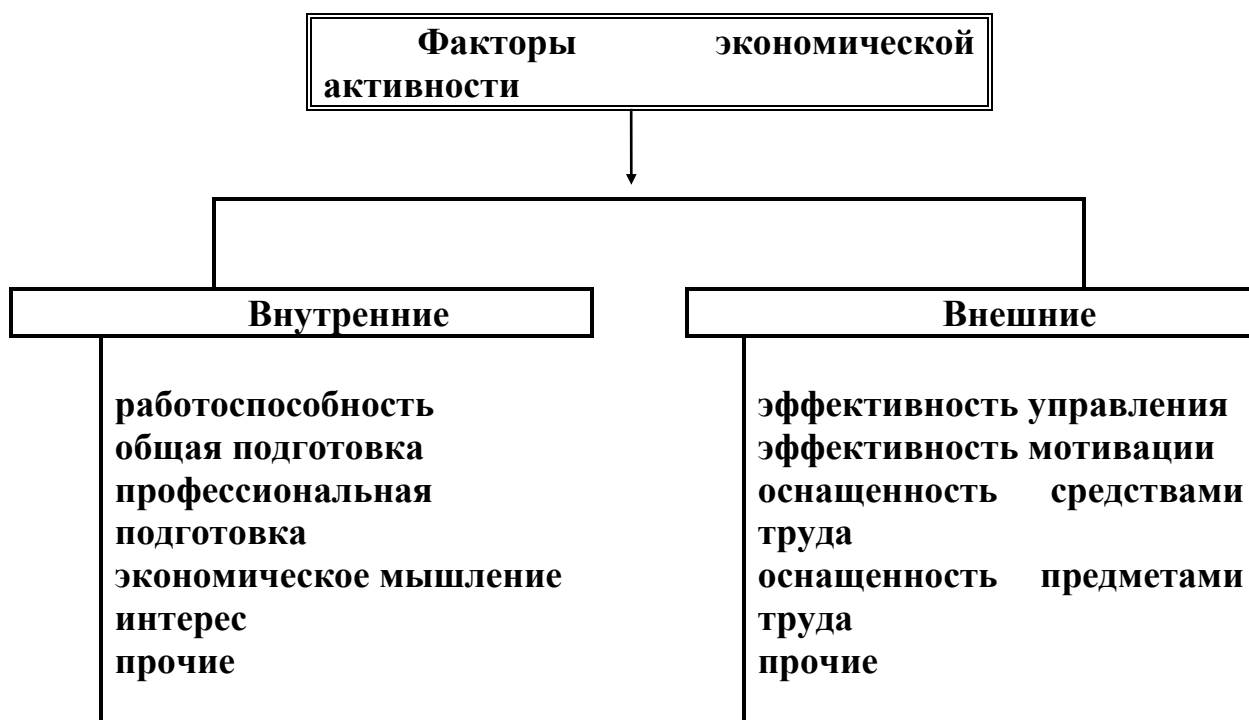 Факторы экономической
активности
Внутренние
работоспособность
общая подготовка
профессиональная
подготовка
экономическое мышление
интерес
прочие
Внешние
эффективность управления
эффективность мотивации
оснащенность средствами
труда
оснащенность предметами
труда
прочие